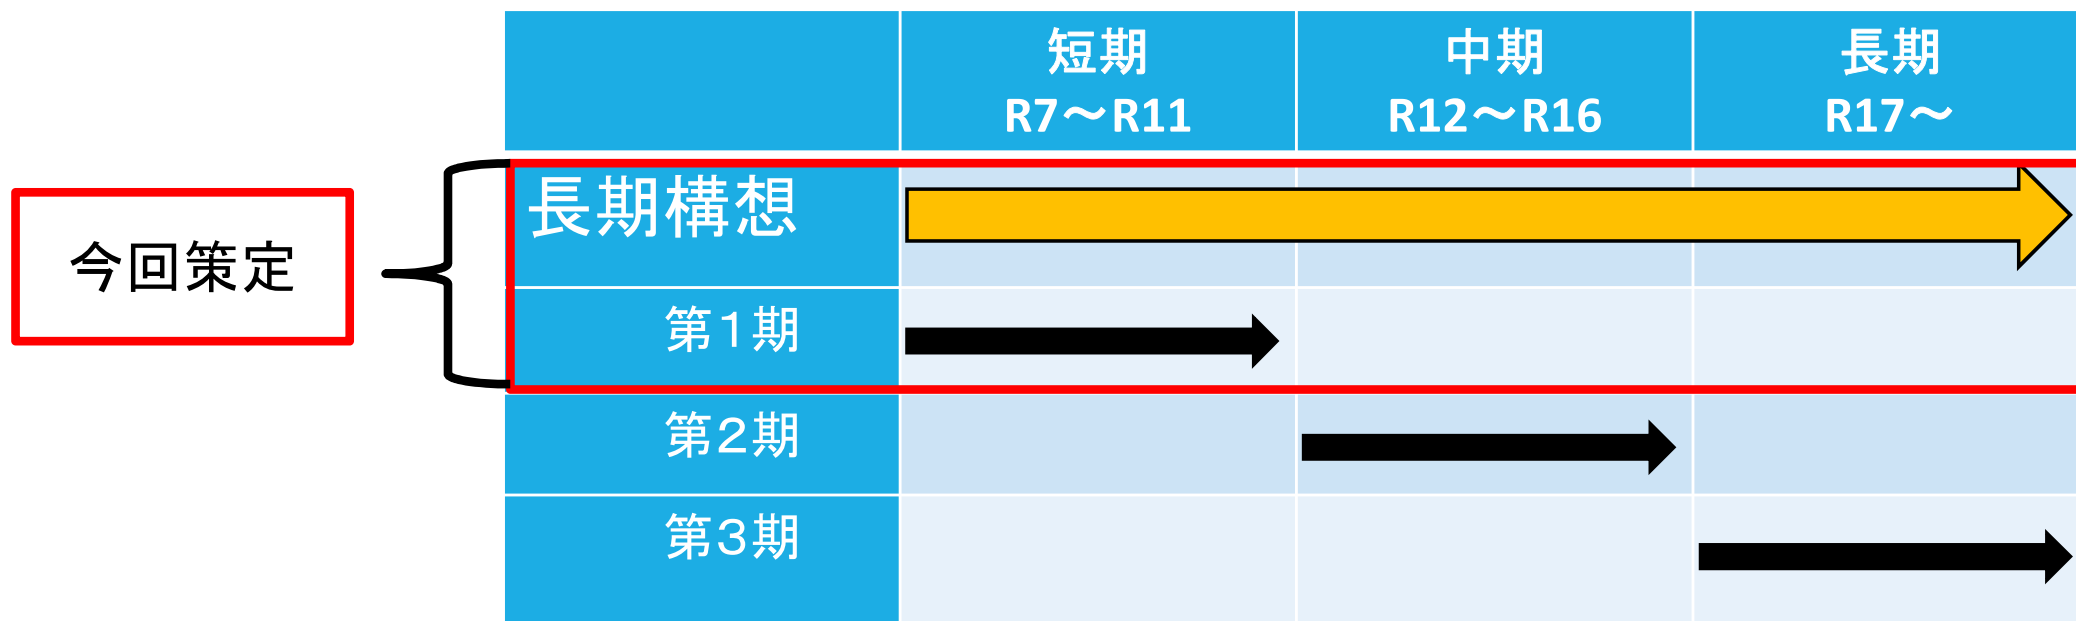 短期
R7～R11
中期
R12～R16
長期
R17～
今回策定
長期構想
第１期
第２期
第３期